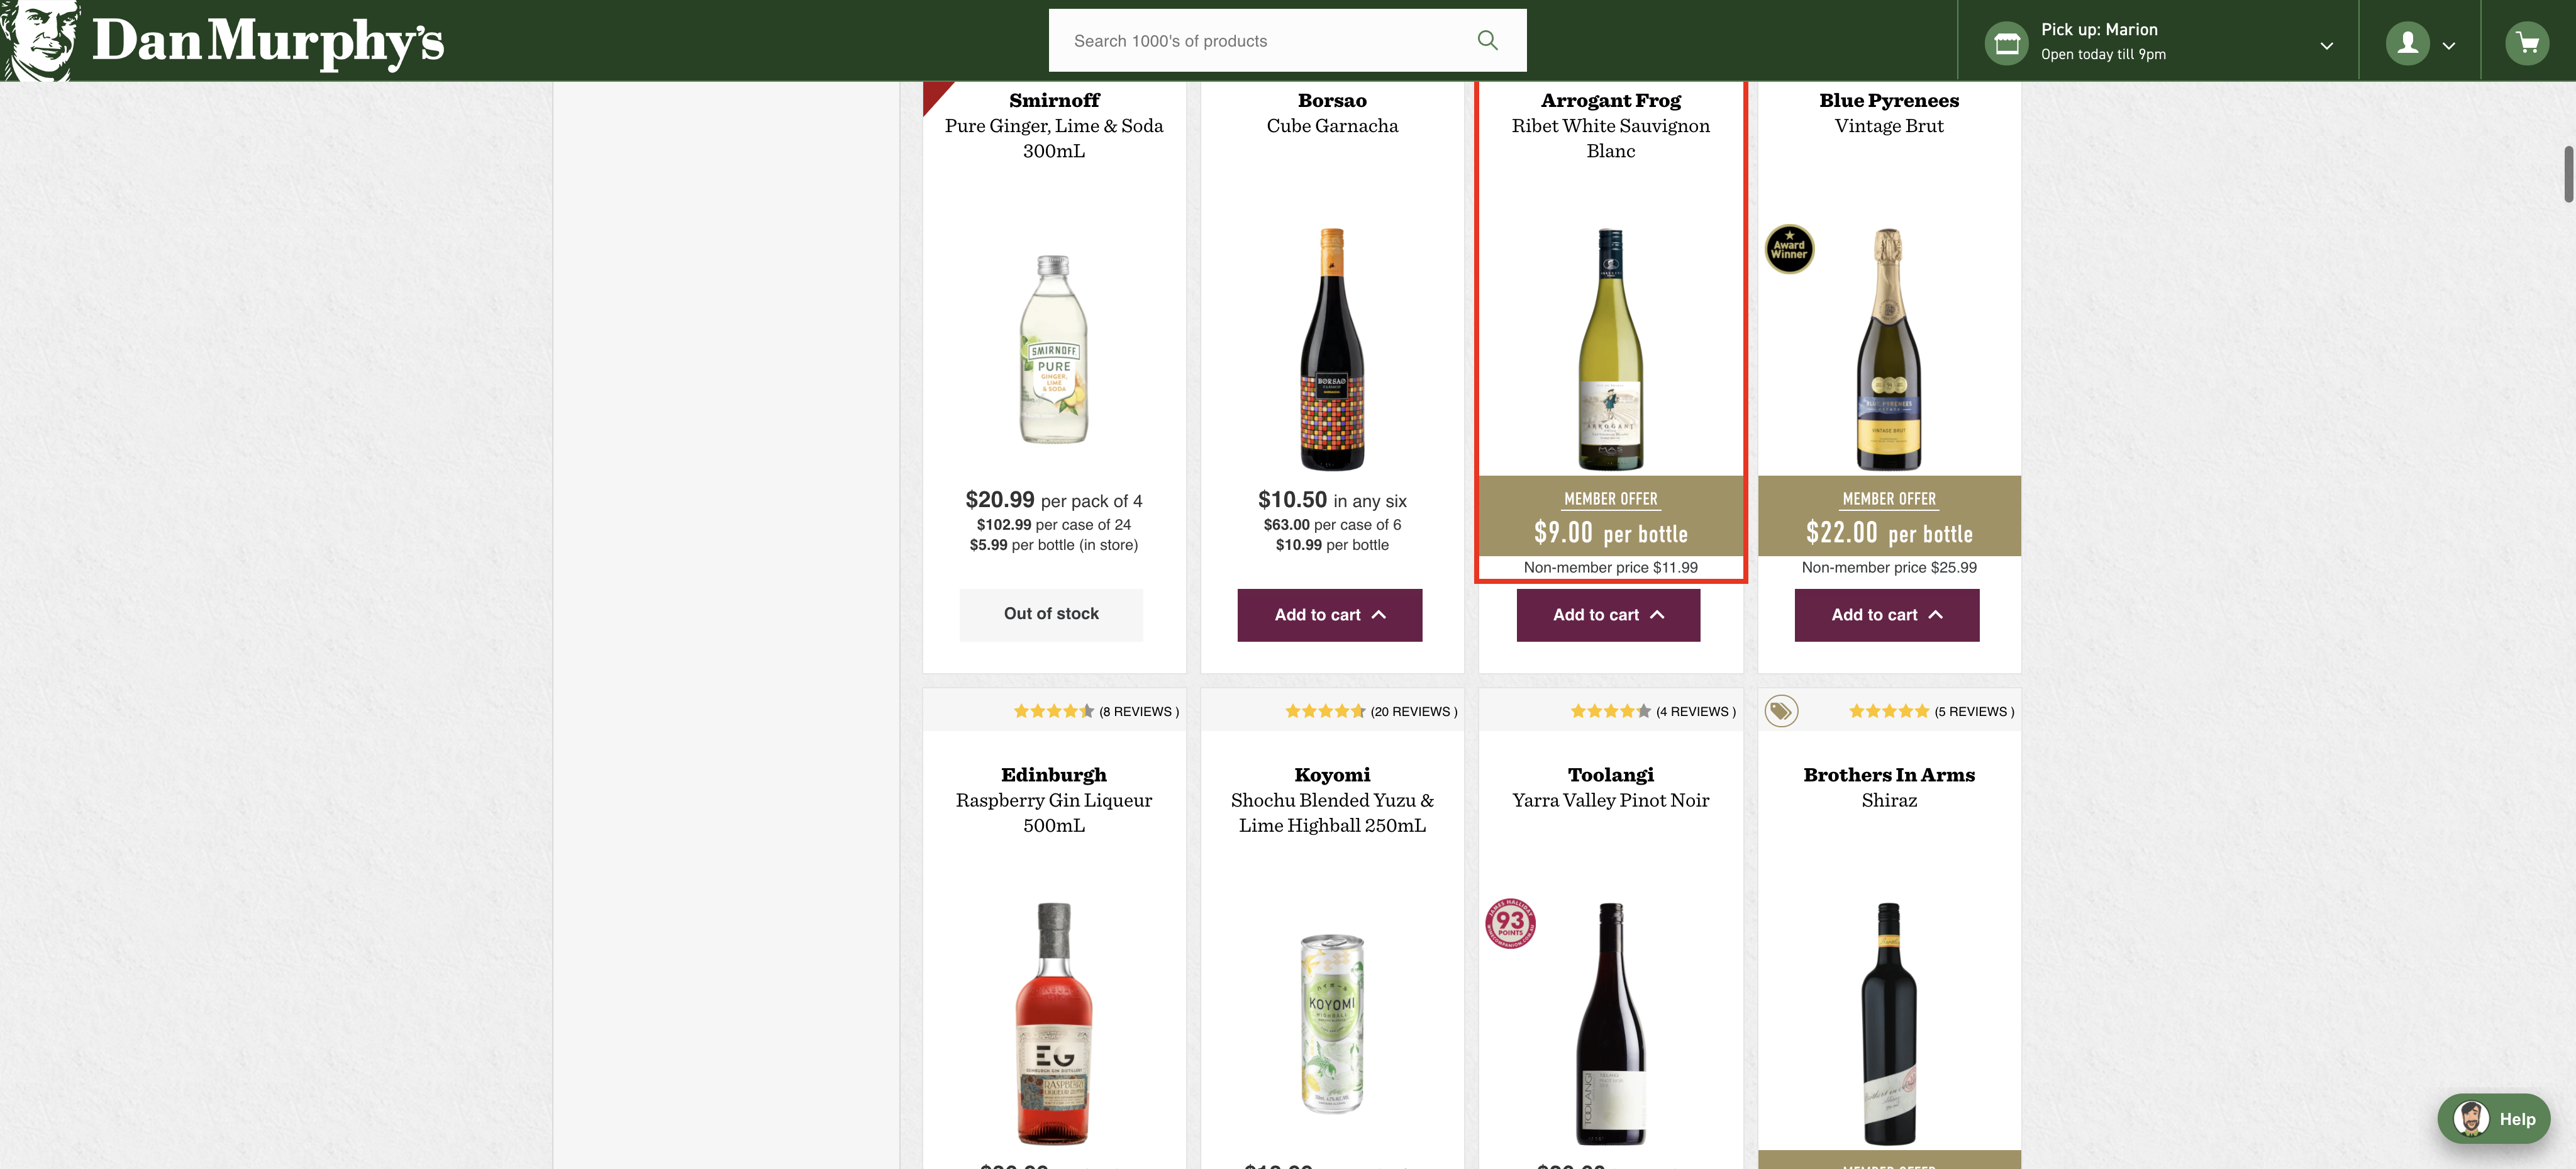 Dan Murphy's
Search 1000's of products
Pick up: Marion
Open today till 9pm
Smirnoff
Pure Ginger, Lime & Soda
300mL
SMIRNOFF
PURE
GINGER,
LIME
& SODA
$20.99 per pack of 4
$102.99 per case of 24
$5.99 per bottle (in store)
Out of stock
Borsao
Cube Garnacha
BORSAO
$10.50 in any six
$63.00 per case of 6
$10.99 per bottle
Add to cart
Arrogant Frog
Ribet White Sauvignon
Blanc
MEMBER OFFER
$9.00 per bottle
Non-member price $11.99
Add to cart
Blue Pyrenees
Vintage Brut
Award
Winner
VINTAGE BRUT
MEMBER OFFER
$22.00 per bottle
Non-member price $25.99
Add to cart
(8 REVIEWS )
Edinburgh
Raspberry Gin Liqueur
500mL
EG
RASPBERRY
(20 REVIEWS )
Koyomi
Shochu Blended Yuzu &
Lime Highball 250mL
KOYOMI
HIGHBALL
(4 REVIEWS )
Toolangi
Yarra Valley Pinot Noir
JAMES HALLIDAY
93
POINTS
TOOLANGI
(5 REVIEWS )
Brothers In Arms
Shiraz
MEMBER OFFER
Help